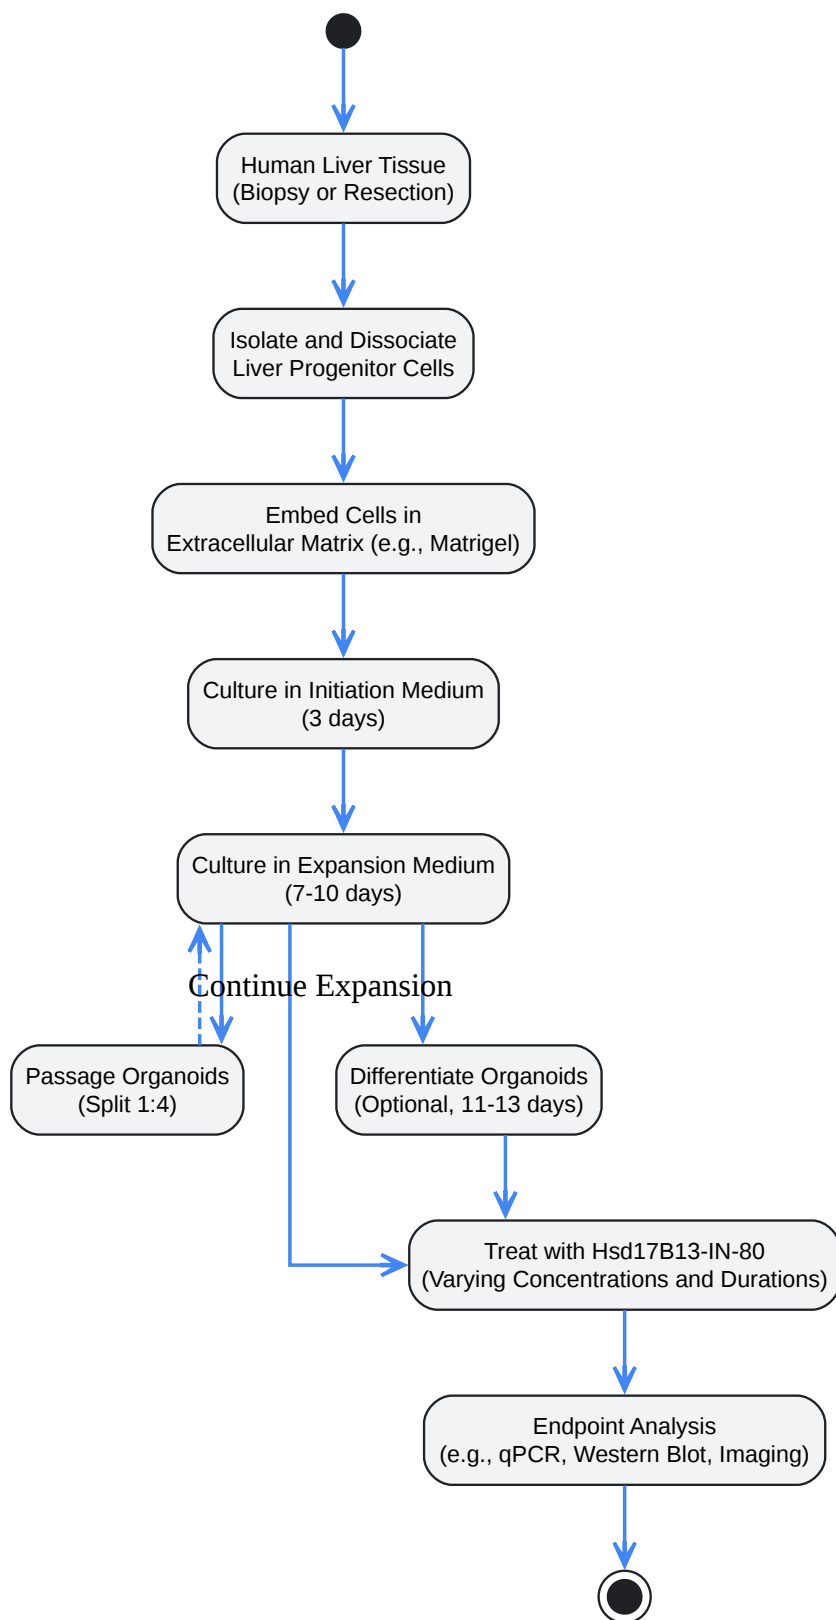 Human Liver Tissue
(Biopsy or Resection)
Isolate and Dissociate
Liver Progenitor Cells
Embed Cells in
Extracellular Matrix (e.g., Matrigel)
Culture in Initiation Medium
(3 days)
Culture in Expansion Medium
(7-10 days)
Continue Expansion
Passage Organoids
(Split 1:4)
Differentiate Organoids
(Optional, 11-13 days)
Treat with Hsd17B13-IN-80
(Varying Concentrations and Durations)
Endpoint Analysis
(e.g., qPCR, Western Blot, Imaging)